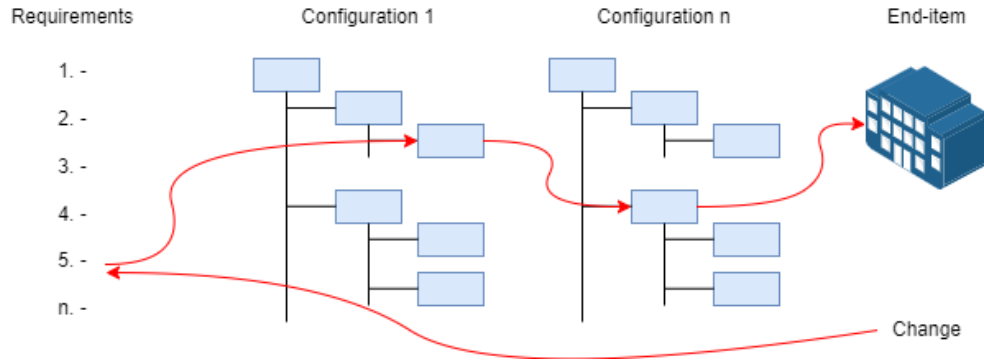 Requirements
Configuration 1
Configuration n
End-item
1. -
2. -
3. -
4. -
5. -
n. -
Change